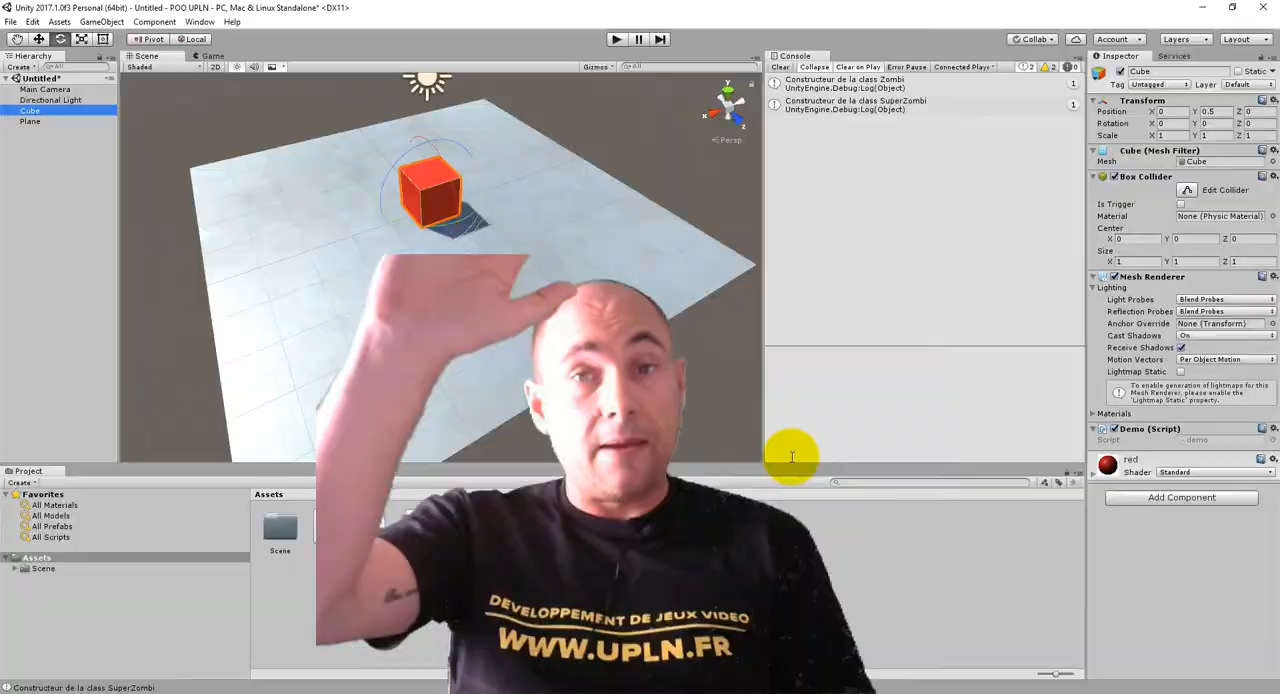 Unity 2017.1.0f3 Personal (64bit) - Untitled - POO UPLN - PC, Mac & Linux Standalone* <DX11>
File Edit Assets GameObject Component Window Help
Pivot Local Collab Account Layers Layout
Hierarchy Scene Game Console Inspector Services
Create All Shaded 2D Gizmos All Clear Collapse Clear on Play Error Pause Connected Player 2 2 0
Cube Static
Tag Untagged Layer Default
Untitled*
Main Camera
Directional Light
Cube
Plane
y
x
z
Persp
Constructeur de la class Zombi 1
UnityEngine.Debug:Log(Object)
Constructeur de la class SuperZombi 1
UnityEngine.Debug:Log(Object)
Transform
Position X 0 Y 0.5 Z 0
Rotation X 0 Y 0 Z 0
Scale X 1 Y 1 Z 1
Cube (Mesh Filter)
Mesh Cube
Box Collider
Edit Collider
Is Trigger
Material None (Physic Material)
Center
X 0 Y 0 Z 0
Size
X 1 Y 1 Z 1
Mesh Renderer
Lighting
Light Probes Blend Probes
Reflection Probes Blend Probes
Anchor Override None (Transform)
Cast Shadows On
Receive Shadows
Motion Vectors Per Object Motion
Lightmap Static
To enable generation of lightmaps for this
Mesh Renderer, please enable the
'Lightmap Static' property.
Materials
Demo (Script)
Script demo
red
Shader Standard
Add Component
Project
Create
Favorites
All Materials
All Models
All Prefabs
All Scripts
Assets
Scene
Assets
Scene
DEVELOPPEMENT DE JEUX VIDEO
WWW.UPLN.FR
Constructeur de la class SuperZombi